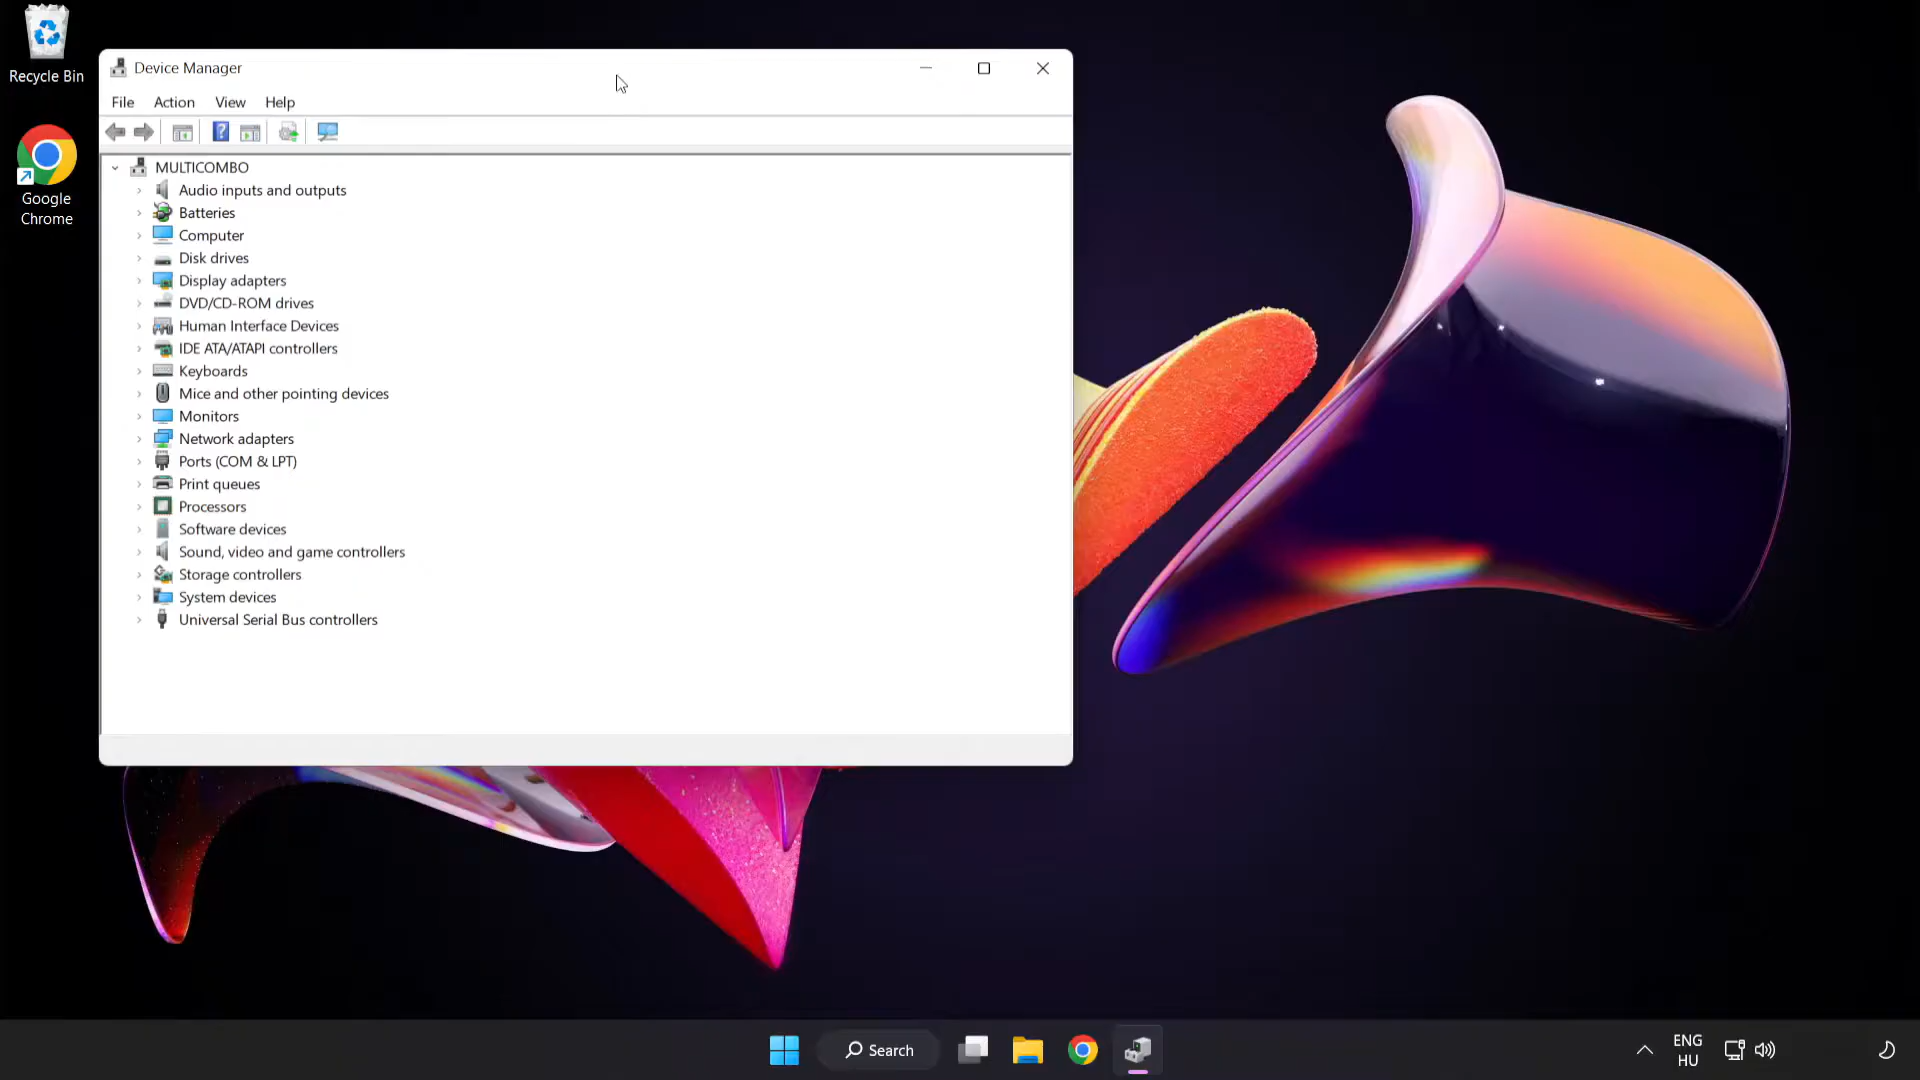 Recycle Bin
Google
Chrome
Device Manager
File Action View Help
MULTICOMBO
Audio inputs and outputs
Batteries
Computer
Disk drives
Display adapters
DVD/CD-ROM drives
Human Interface Devices
IDE ATA/ATAPI controllers
Keyboards
Mice and other pointing devices
Monitors
Network adapters
Ports (COM & LPT)
Print queues
Processors
Software devices
Sound, video and game controllers
Storage controllers
System devices
Universal Serial Bus controllers
Search
ENG
HU